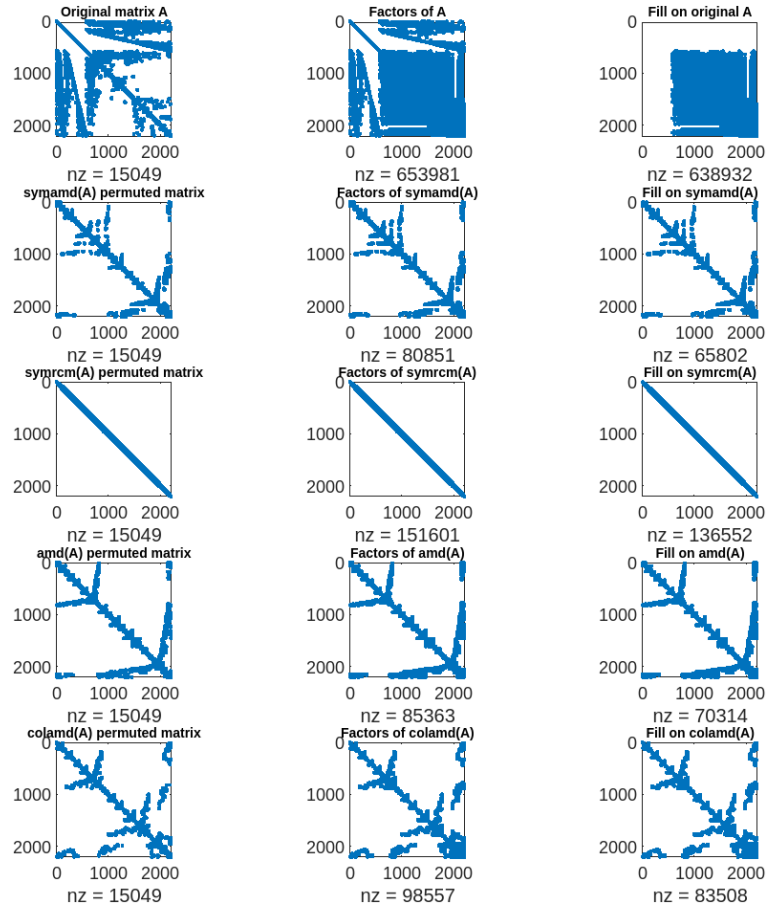 Original matrix A
Factors of A
Fill on original A
0
1000
2000
0 1000 2000
nz = 15049
0
1000
2000
0 1000 2000
nz = 653981
0
1000
2000
0 1000 2000
nz = 638932
symamd(A) permuted matrix
Factors of symamd(A)
Fill on symamd(A)
0
1000
2000
0 1000 2000
nz = 15049
0
1000
2000
0 1000 2000
nz = 80851
0
1000
2000
0 1000 2000
nz = 65802
symrcm(A) permuted matrix
Factors of symrcm(A)
Fill on symrcm(A)
0
1000
2000
0 1000 2000
nz = 15049
0
1000
2000
0 1000 2000
nz = 151601
0
1000
2000
0 1000 2000
nz = 136552
amd(A) permuted matrix
Factors of amd(A)
Fill on amd(A)
0
1000
2000
0 1000 2000
nz = 15049
0
1000
2000
0 1000 2000
nz = 85363
0
1000
2000
0 1000 2000
nz = 70314
colamd(A) permuted matrix
Factors of colamd(A)
Fill on colamd(A)
0
1000
2000
0 1000 2000
nz = 15049
0
1000
2000
0 1000 2000
nz = 98557
0
1000
2000
0 1000 2000
nz = 83508